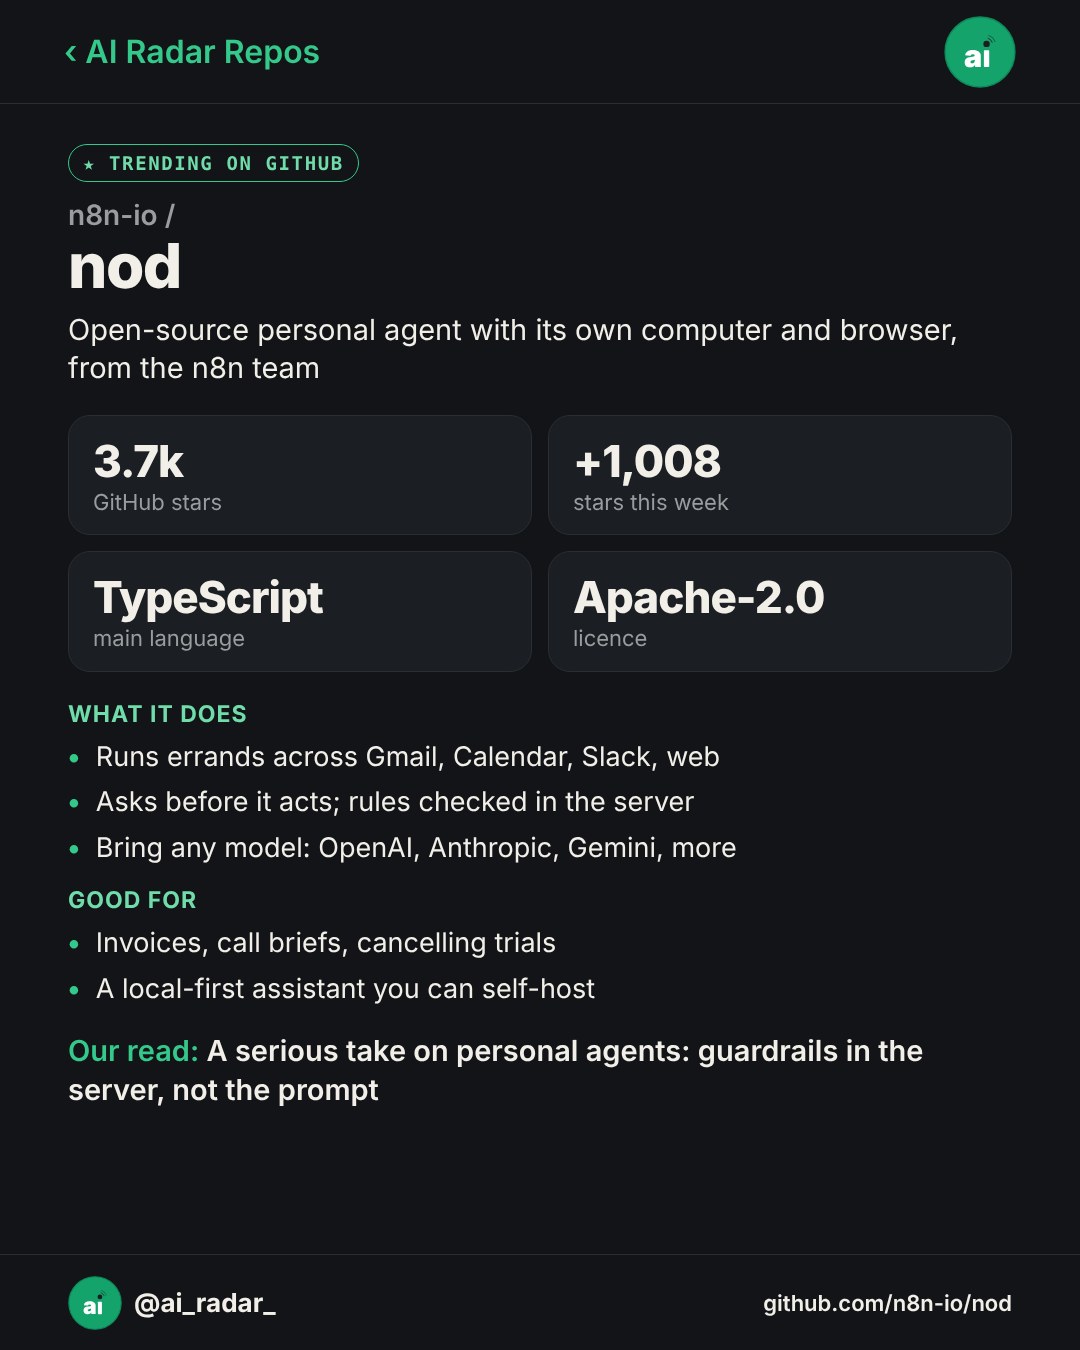 ‹ AI Radar Repos
ai
★ TRENDING ON GITHUB
n8n-io /
nod
Open-source personal agent with its own computer and browser,
from the n8n team
3.7k
GitHub stars
+1,008
stars this week
TypeScript
main language
Apache-2.0
licence
WHAT IT DOES
• Runs errands across Gmail, Calendar, Slack, web
• Asks before it acts; rules checked in the server
• Bring any model: OpenAI, Anthropic, Gemini, more
GOOD FOR
• Invoices, call briefs, cancelling trials
• A local-first assistant you can self-host
Our read: A serious take on personal agents: guardrails in the
server, not the prompt
ai
@ai_radar_
github.com/n8n-io/nod